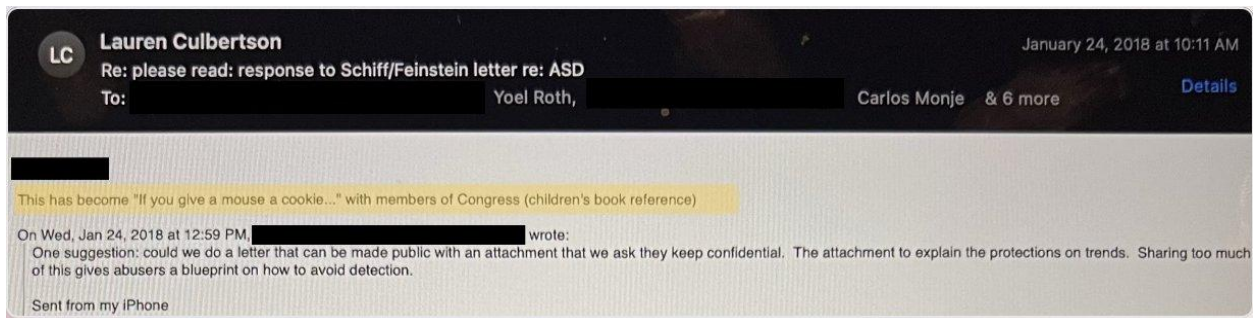 LC
Lauren Culbertson
January 24, 2018 at 10:11 AM
Re: please read: response to Schiff/Feinstein letter re: ASD
Details
To: Yoel Roth, Carlos Monje & 6 more
This has become "If you give a mouse a cookie..." with members of Congress (children's book reference)
On Wed, Jan 24, 2018 at 12:59 PM, wrote:
One suggestion: could we do a letter that can be made public with an attachment that we ask they keep confidential. The attachment to explain the protections on trends. Sharing too much
of this gives abusers a blueprint on how to avoid detection.
Sent from my iPhone